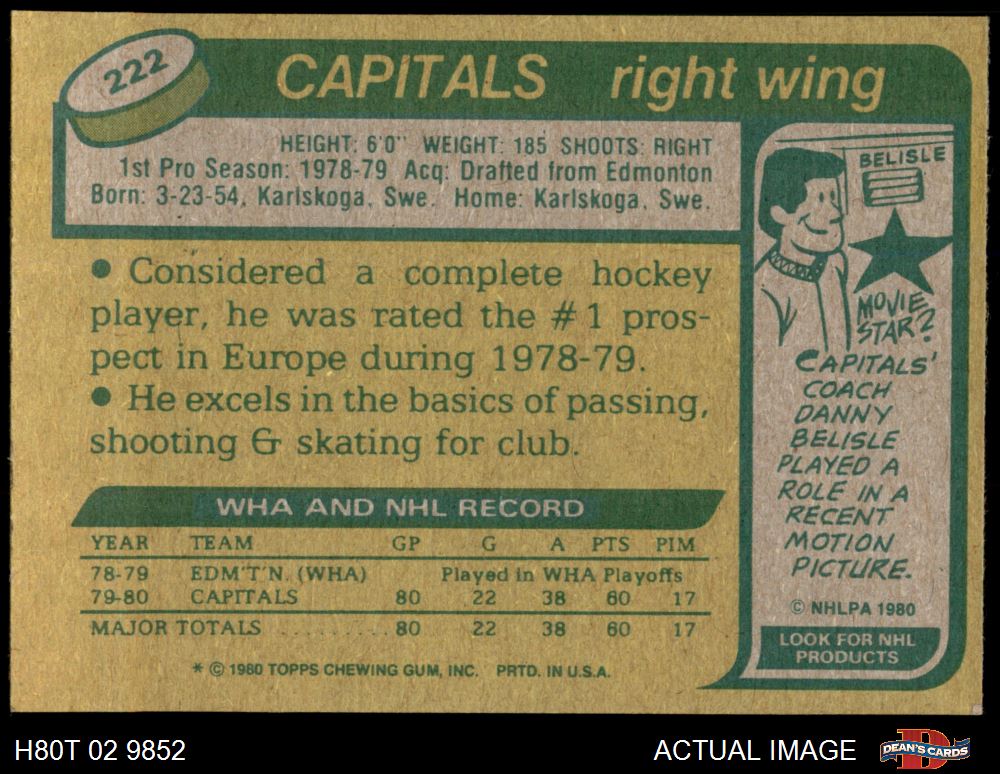 222
CAPITALS right wing
HEIGHT: 6'0" WEIGHT: 185 SHOOTS: RIGHT
1st Pro Season: 1978-79 Acq: Drafted from Edmonton
Born: 3-23-54, Karlskoga, Swe. Home: Karlskoga, Swe.
• Considered a complete hockey
player, he was rated the #1 pros-
pect in Europe during 1978-79.
• He excels in the basics of passing,
shooting & skating for club.
WHA AND NHL RECORD
YEAR TEAM GP G A PTS PIM
78-79 EDM'T'N. (WHA) Played in WHA Playoffs
79-80 CAPITALS 80 22 38 60 17
MAJOR TOTALS .......... 80 22 38 60 17
* © 1980 TOPPS CHEWING GUM, INC. PRTD. IN U.S.A.
BELISLE
MOVIE
STAR?
CAPITALS'
COACH
DANNY
BELISLE
PLAYED A
ROLE IN A
RECENT
MOTION
PICTURE.
© NHLPA 1980
LOOK FOR NHL
PRODUCTS
H80T 02 9852
ACTUAL IMAGE
DEAN'S CARDS